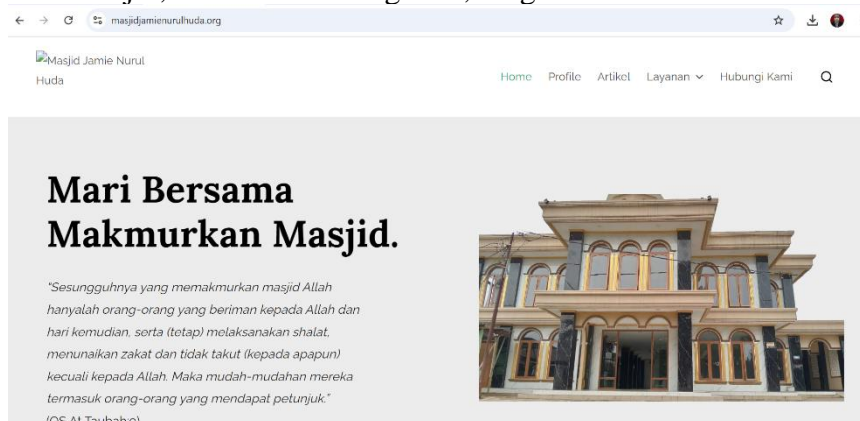 masjidjamienurulhuda.org
Masjid Jamie Nurul
Huda
Home Profile Artikel Layanan Hubungi Kami
Mari Bersama
Makmurkan Masjid.
“Sesungguhnya yang memakmurkan masjid Allah
hanyalah orang-orang yang beriman kepada Allah dan
hari kemudian, serta (tetap) melaksanakan shalat,
menunaikan zakat dan tidak takut (kepada apapun)
kecuali kepada Allah. Maka mudah-mudahan mereka
termasuk orang-orang yang mendapat petunjuk.”